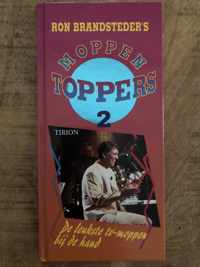 RON BRANDSTEDER'S
MOPPEN
TOPPERS
2
TIRION
De leukste tv-moppen
bij de hand